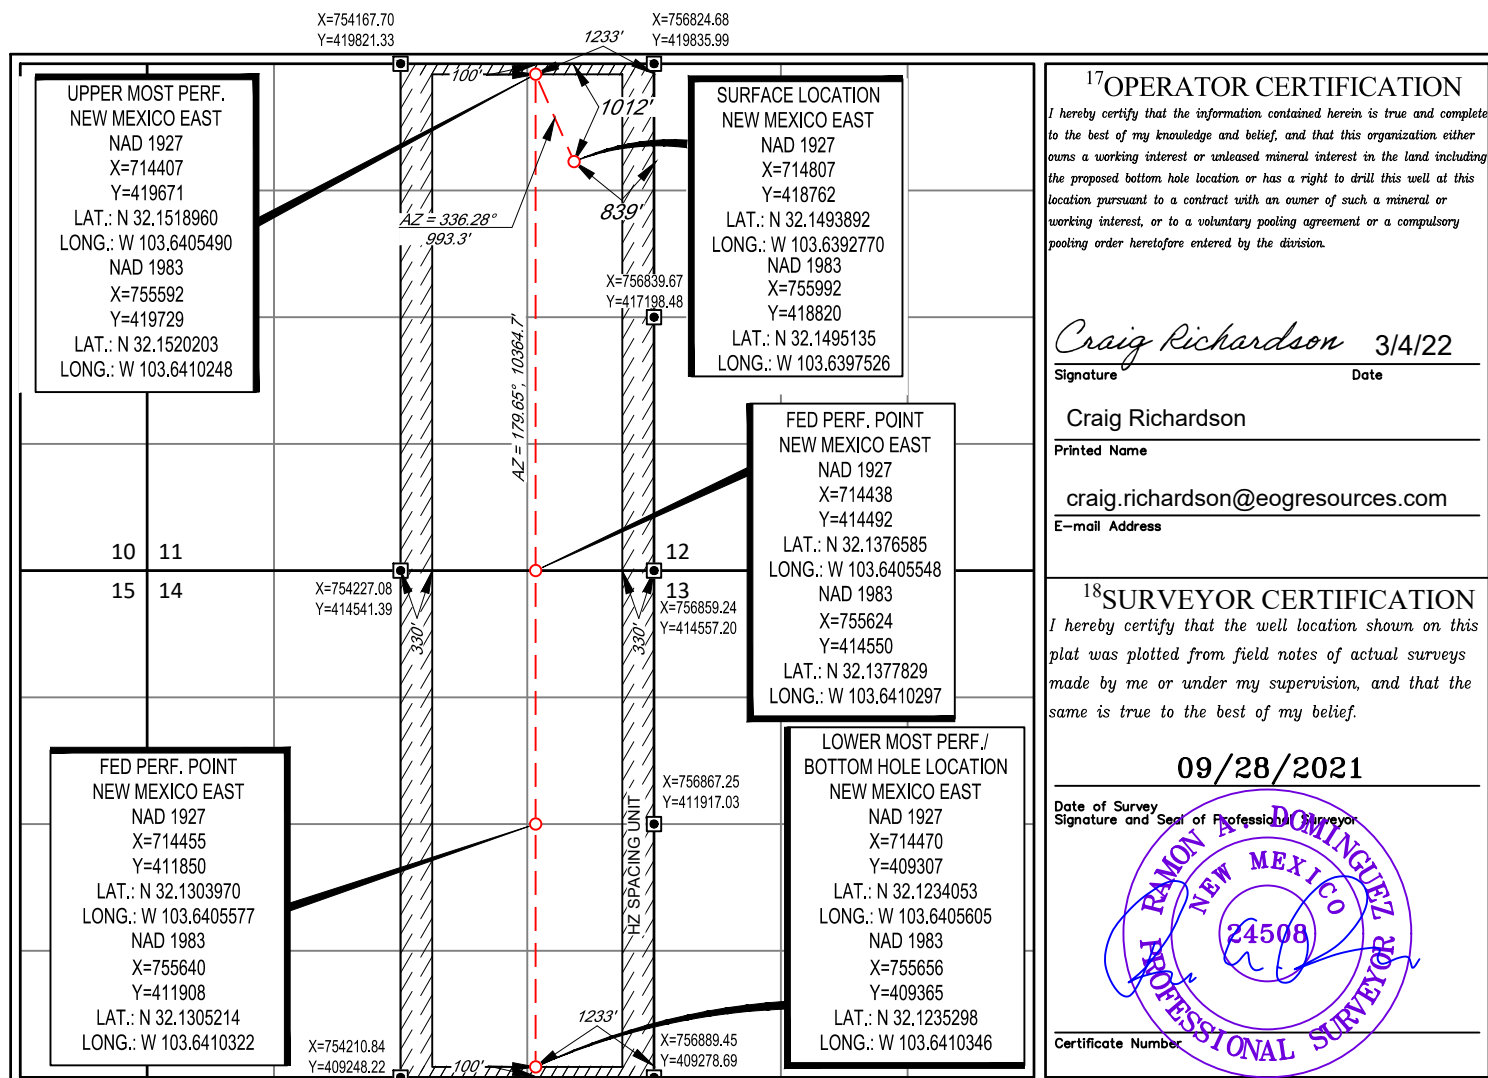 X=754167.70
Y=419821.33
X=756824.68
Y=419835.99
1233'
100'
1012'
839'
AZ = 336.28°
993.3'
UPPER MOST PERF.
NEW MEXICO EAST
NAD 1927
X=714407
Y=419671
LAT.: N 32.1518960
LONG.: W 103.6405490
NAD 1983
X=755592
Y=419729
LAT.: N 32.1520203
LONG.: W 103.6410248
SURFACE LOCATION
NEW MEXICO EAST
NAD 1927
X=714807
Y=418762
LAT.: N 32.1493892
LONG.: W 103.6392770
NAD 1983
X=755992
Y=418820
LAT.: N 32.1495135
LONG.: W 103.6397526
X=756839.67
Y=417198.48
AZ = 179.65°, 10364.7'
FED PERF. POINT
NEW MEXICO EAST
NAD 1927
X=714438
Y=414492
LAT.: N 32.1376585
LONG.: W 103.6405548
NAD 1983
X=755624
Y=414550
LAT.: N 32.1377829
LONG.: W 103.6410297
10 11
15 14
12
13
X=754227.08
Y=414541.39
X=756859.24
Y=414557.20
330'
330'
FED PERF. POINT
NEW MEXICO EAST
NAD 1927
X=714455
Y=411850
LAT.: N 32.1303970
LONG.: W 103.6405577
NAD 1983
X=755640
Y=411908
LAT.: N 32.1305214
LONG.: W 103.6410322
X=756867.25
Y=411917.03
HZ SPACING UNIT
LOWER MOST PERF./
BOTTOM HOLE LOCATION
NEW MEXICO EAST
NAD 1927
X=714470
Y=409307
LAT.: N 32.1234053
LONG.: W 103.6405605
NAD 1983
X=755656
Y=409365
LAT.: N 32.1235298
LONG.: W 103.6410346
X=754210.84
Y=409248.22
100'
1233'
X=756889.45
Y=409278.69
17OPERATOR CERTIFICATION
I hereby certify that the information contained herein is true and complete
to the best of my knowledge and belief, and that this organization either
owns a working interest or unleased mineral interest in the land including
the proposed bottom hole location or has a right to drill this well at this
location pursuant to a contract with an owner of such a mineral or
working interest, or to a voluntary pooling agreement or a compulsory
pooling order heretofore entered by the division.
Craig Richardson 3/4/22
Signature Date
Craig Richardson
Printed Name
craig.richardson@eogresources.com
E-mail Address
18SURVEYOR CERTIFICATION
I hereby certify that the well location shown on this
plat was plotted from field notes of actual surveys
made by me or under my supervision, and that the
same is true to the best of my belief.
09/28/2021
Date of Survey
Signature and Seal of Professional Surveyor
RAMON A. DOMINGUEZ
NEW MEXICO
24508
PROFESSIONAL SURVEYOR
Certificate Number